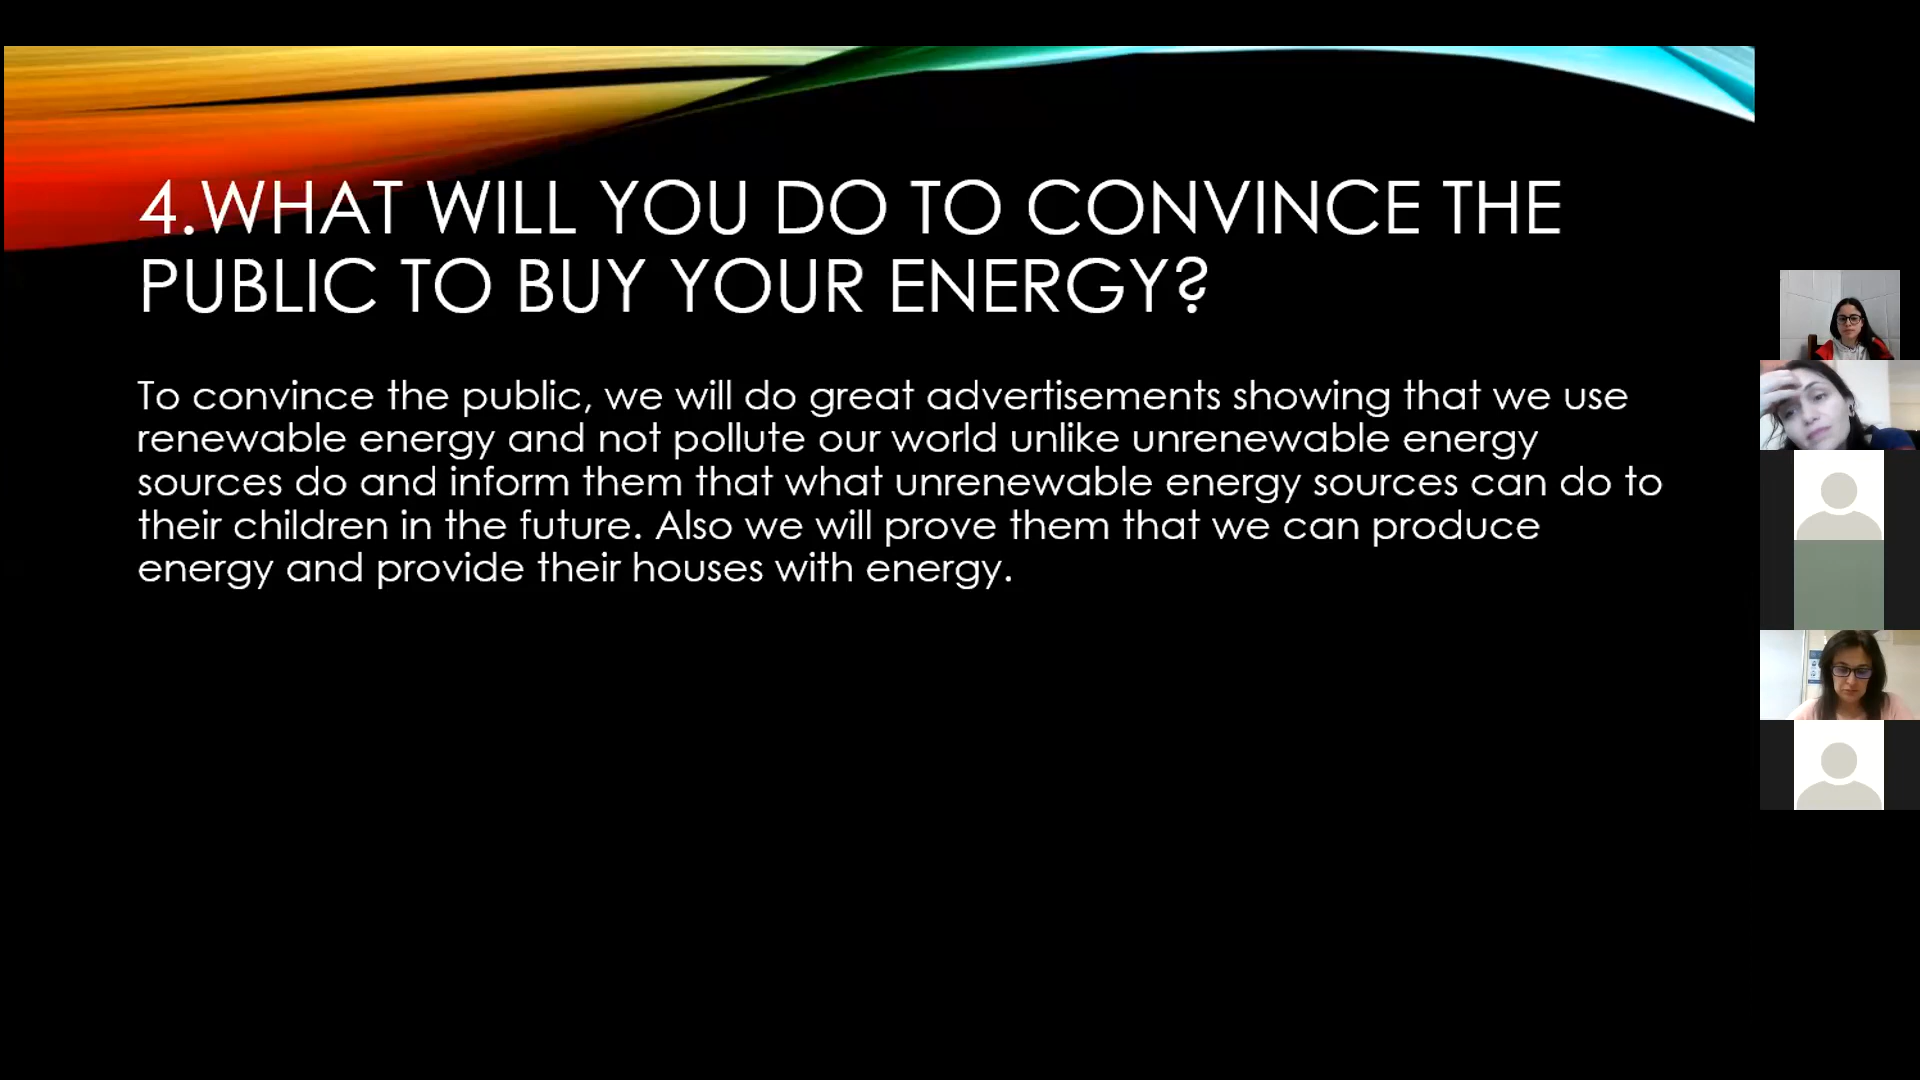 4.WHAT WILL YOU DO TO CONVINCE THE
PUBLIC TO BUY YOUR ENERGY?
To convince the public, we will do great advertisements showing that we use
renewable energy and not pollute our world unlike unrenewable energy
sources do and inform them that what unrenewable energy sources can do to
their children in the future. Also we will prove them that we can produce
energy and provide their houses with energy.